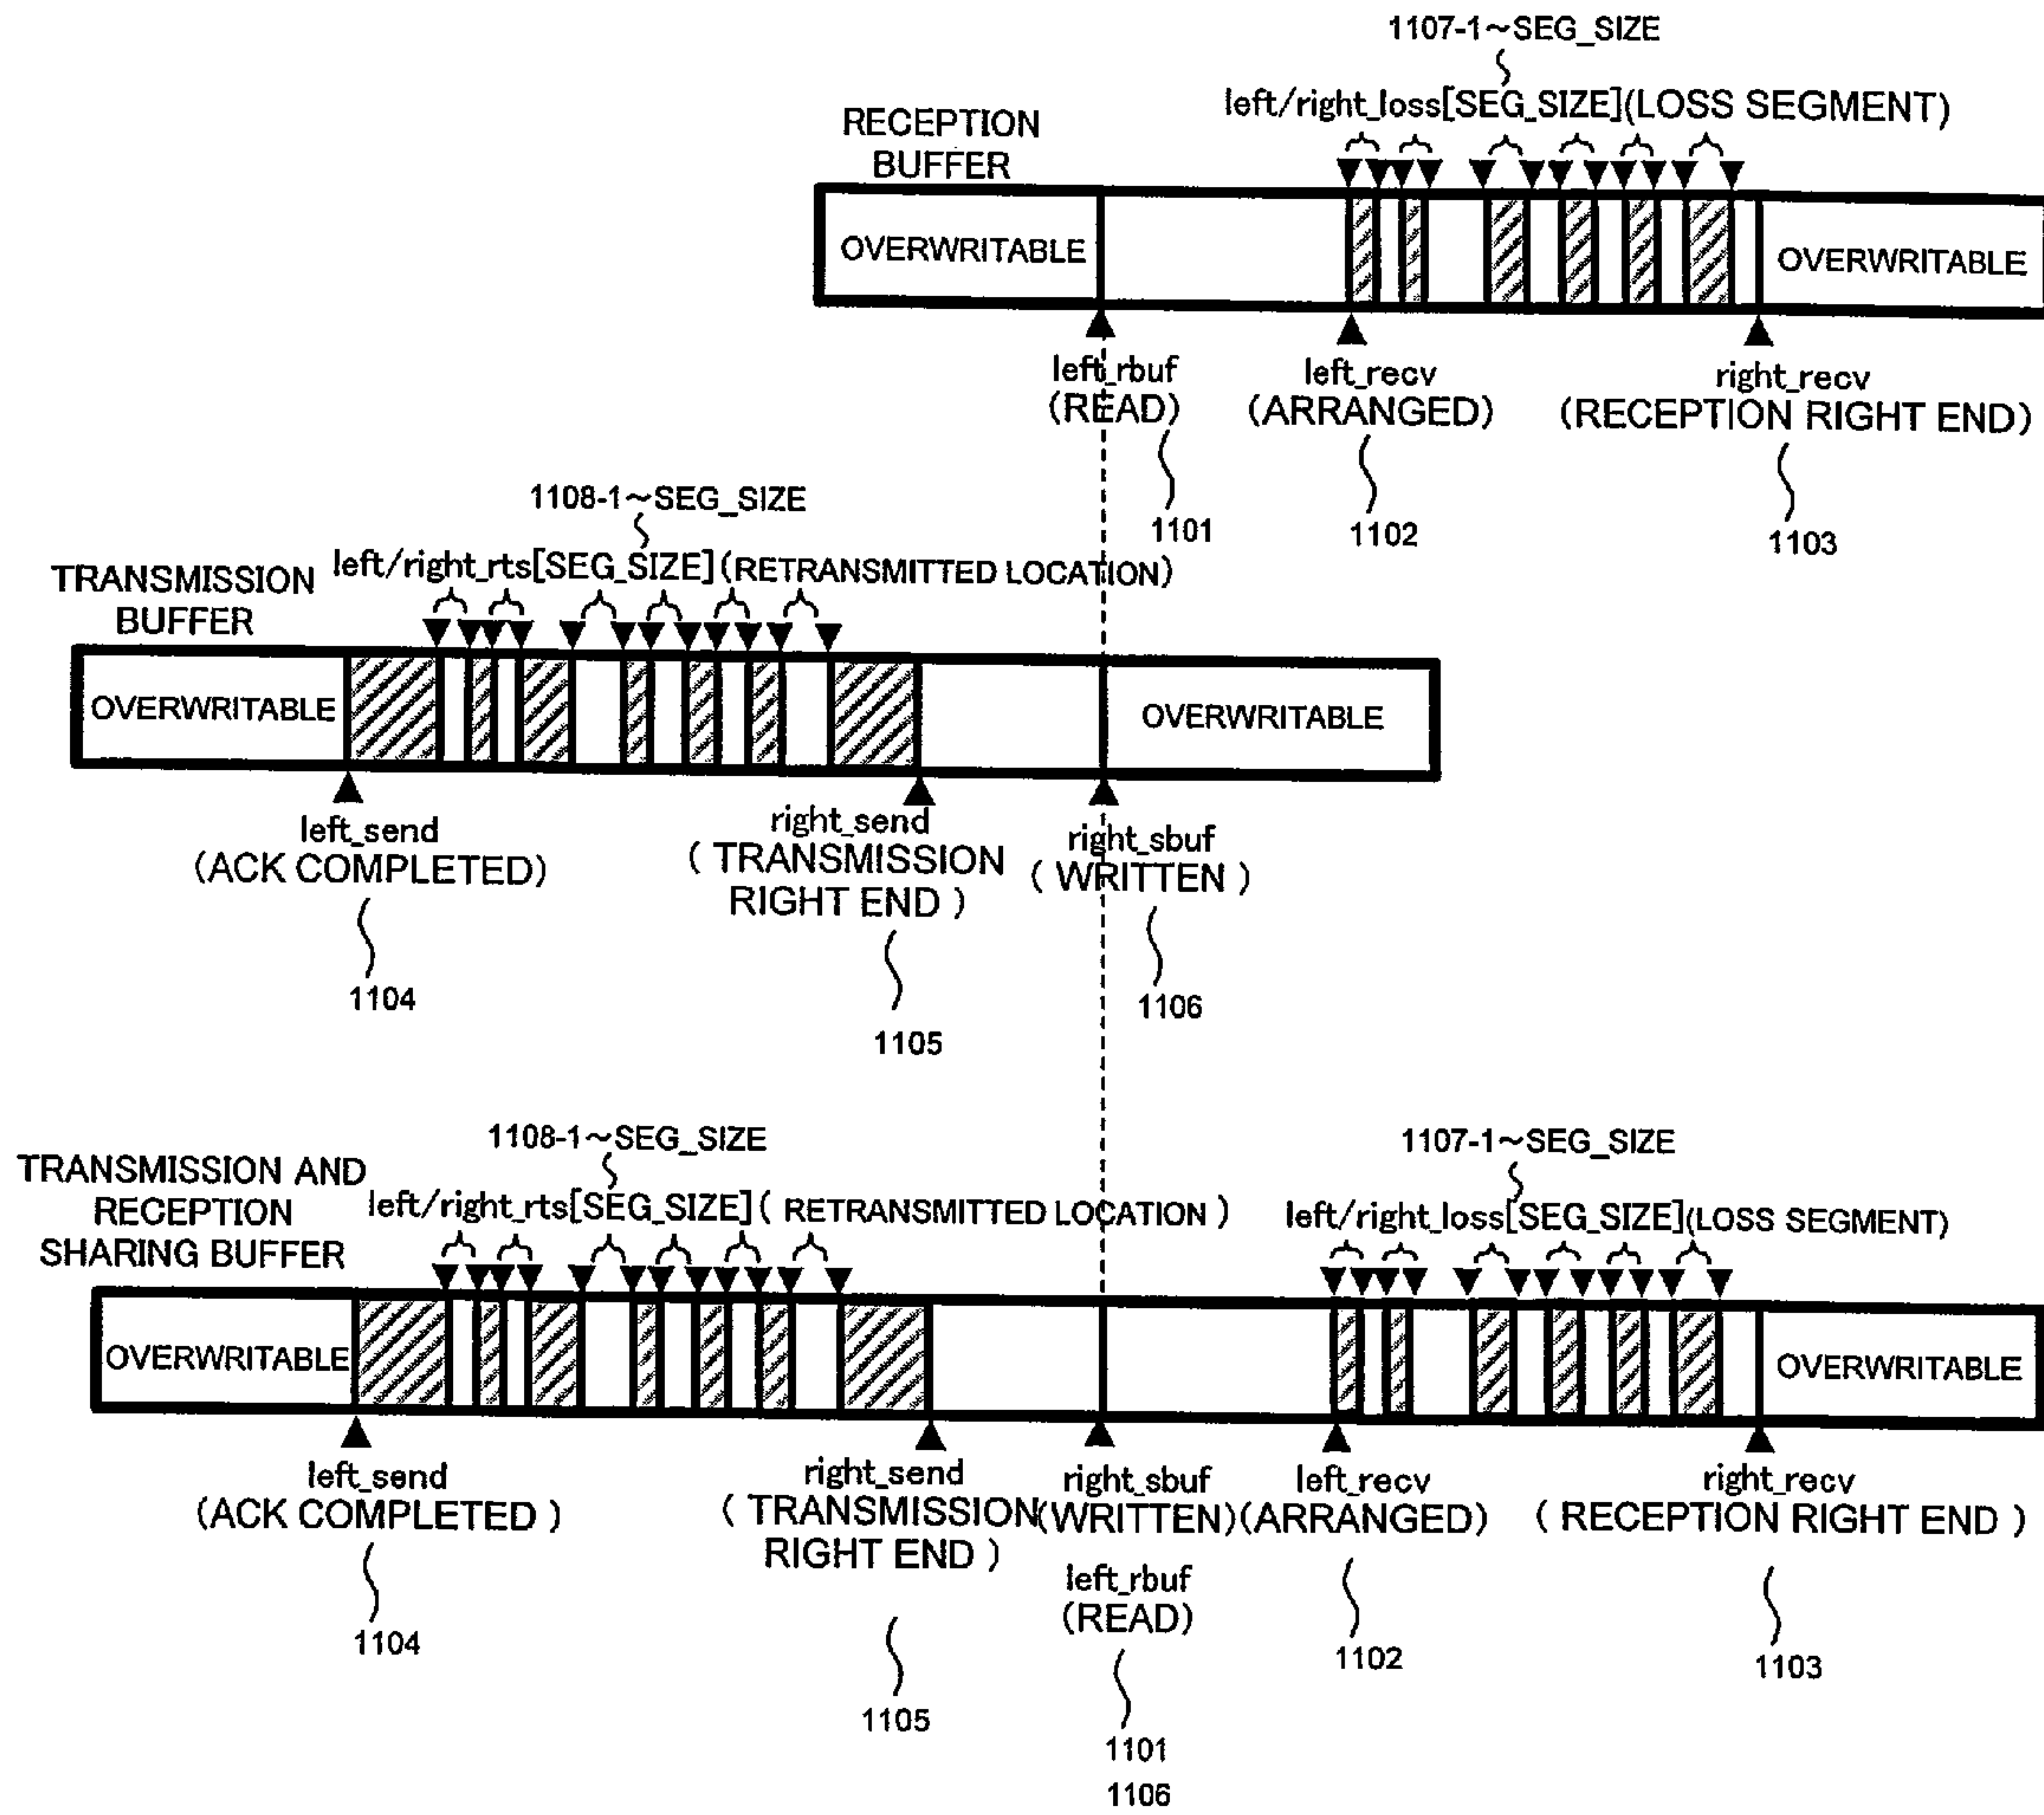 1107-1~SEG_SIZE
left/right_loss[SEG_SIZE](LOSS SEGMENT)
RECEPTION
BUFFER
OVERWRITABLE
OVERWRITABLE
left_rbuf
(READ)
left_recv
(ARRANGED)
right_recv
(RECEPTION RIGHT END)
1101
1102
1103
1108-1~SEG_SIZE
left/right_rts[SEG_SIZE](RETRANSMITTED LOCATION)
TRANSMISSION
BUFFER
OVERWRITABLE
OVERWRITABLE
left_send
(ACK COMPLETED)
right_send
( TRANSMISSION
RIGHT END )
right_sbuf
( WRITTEN )
1104
1105
1106
1108-1~SEG_SIZE
1107-1~SEG_SIZE
TRANSMISSION AND
RECEPTION
SHARING BUFFER
left/right_rts[SEG_SIZE]( RETRANSMITTED LOCATION )
left/right_loss[SEG_SIZE](LOSS SEGMENT)
OVERWRITABLE
OVERWRITABLE
left_send
(ACK COMPLETED )
right_send
( TRANSMISSION
RIGHT END )
right_sbuf
(WRITTEN)
left_rbuf
(READ)
left_recv
(ARRANGED)
right_recv
( RECEPTION RIGHT END )
1104
1105
1101
1106
1102
1103